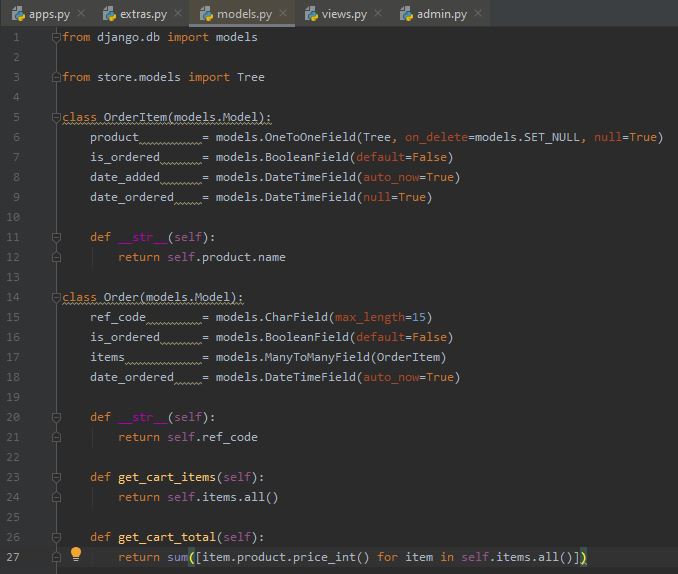 apps.py × extras.py × models.py × views.py × admin.py ×
1 from django.db import models
2
3 from store.models import Tree
4
5 class OrderItem(models.Model):
6     product         = models.OneToOneField(Tree, on_delete=models.SET_NULL, null=True)
7     is_ordered      = models.BooleanField(default=False)
8     date_added      = models.DateTimeField(auto_now=True)
9     date_ordered    = models.DateTimeField(null=True)
10
11     def __str__(self):
12         return self.product.name
13
14 class Order(models.Model):
15     ref_code        = models.CharField(max_length=15)
16     is_ordered      = models.BooleanField(default=False)
17     items           = models.ManyToManyField(OrderItem)
18     date_ordered    = models.DateTimeField(auto_now=True)
19
20     def __str__(self):
21         return self.ref_code
22
23     def get_cart_items(self):
24         return self.items.all()
25
26     def get_cart_total(self):
27         return sum([item.product.price_int() for item in self.items.all()])